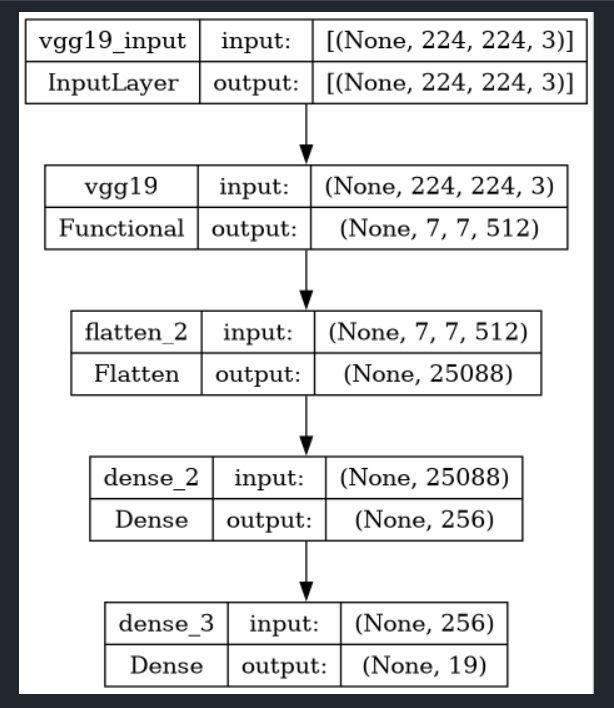 vgg19_input input: [(None, 224, 224, 3)]
InputLayer output: [(None, 224, 224, 3)]
vgg19 input: (None, 224, 224, 3)
Functional output: (None, 7, 7, 512)
flatten_2 input: (None, 7, 7, 512)
Flatten output: (None, 25088)
dense_2 input: (None, 25088)
Dense output: (None, 256)
dense_3 input: (None, 256)
Dense output: (None, 19)